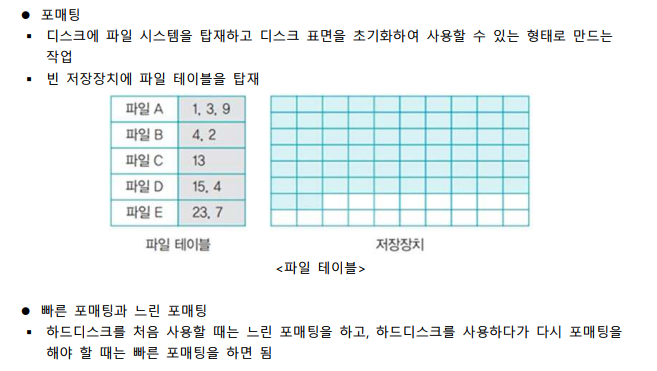 ● 포매팅
▪ 디스크에 파일 시스템을 탑재하고 디스크 표면을 초기화하여 사용할 수 있는 형태로 만드는
작업
▪ 빈 저장장치에 파일 테이블을 탑재
파일 A 1, 3, 9
파일 B 4, 2
파일 C 13
파일 D 15, 4
파일 E 23, 7
파일 테이블 저장장치
<파일 테이블>
● 빠른 포매팅과 느린 포매팅
▪ 하드디스크를 처음 사용할 때는 느린 포매팅을 하고, 하드디스크를 사용하다가 다시 포매팅을
해야 할 때는 빠른 포매팅을 하면 됨